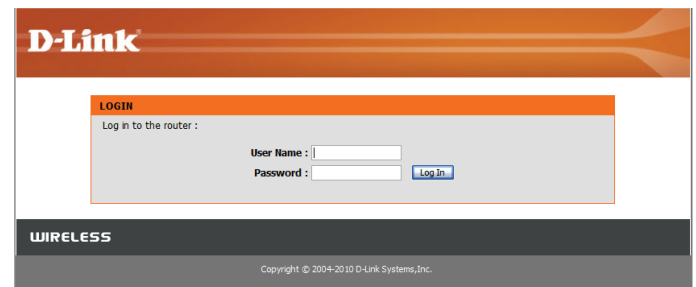 D-Link
LOGIN
Log in to the router :
User Name :
Password :
Log In
WIRELESS
Copyright © 2004-2010 D-Link Systems,Inc.